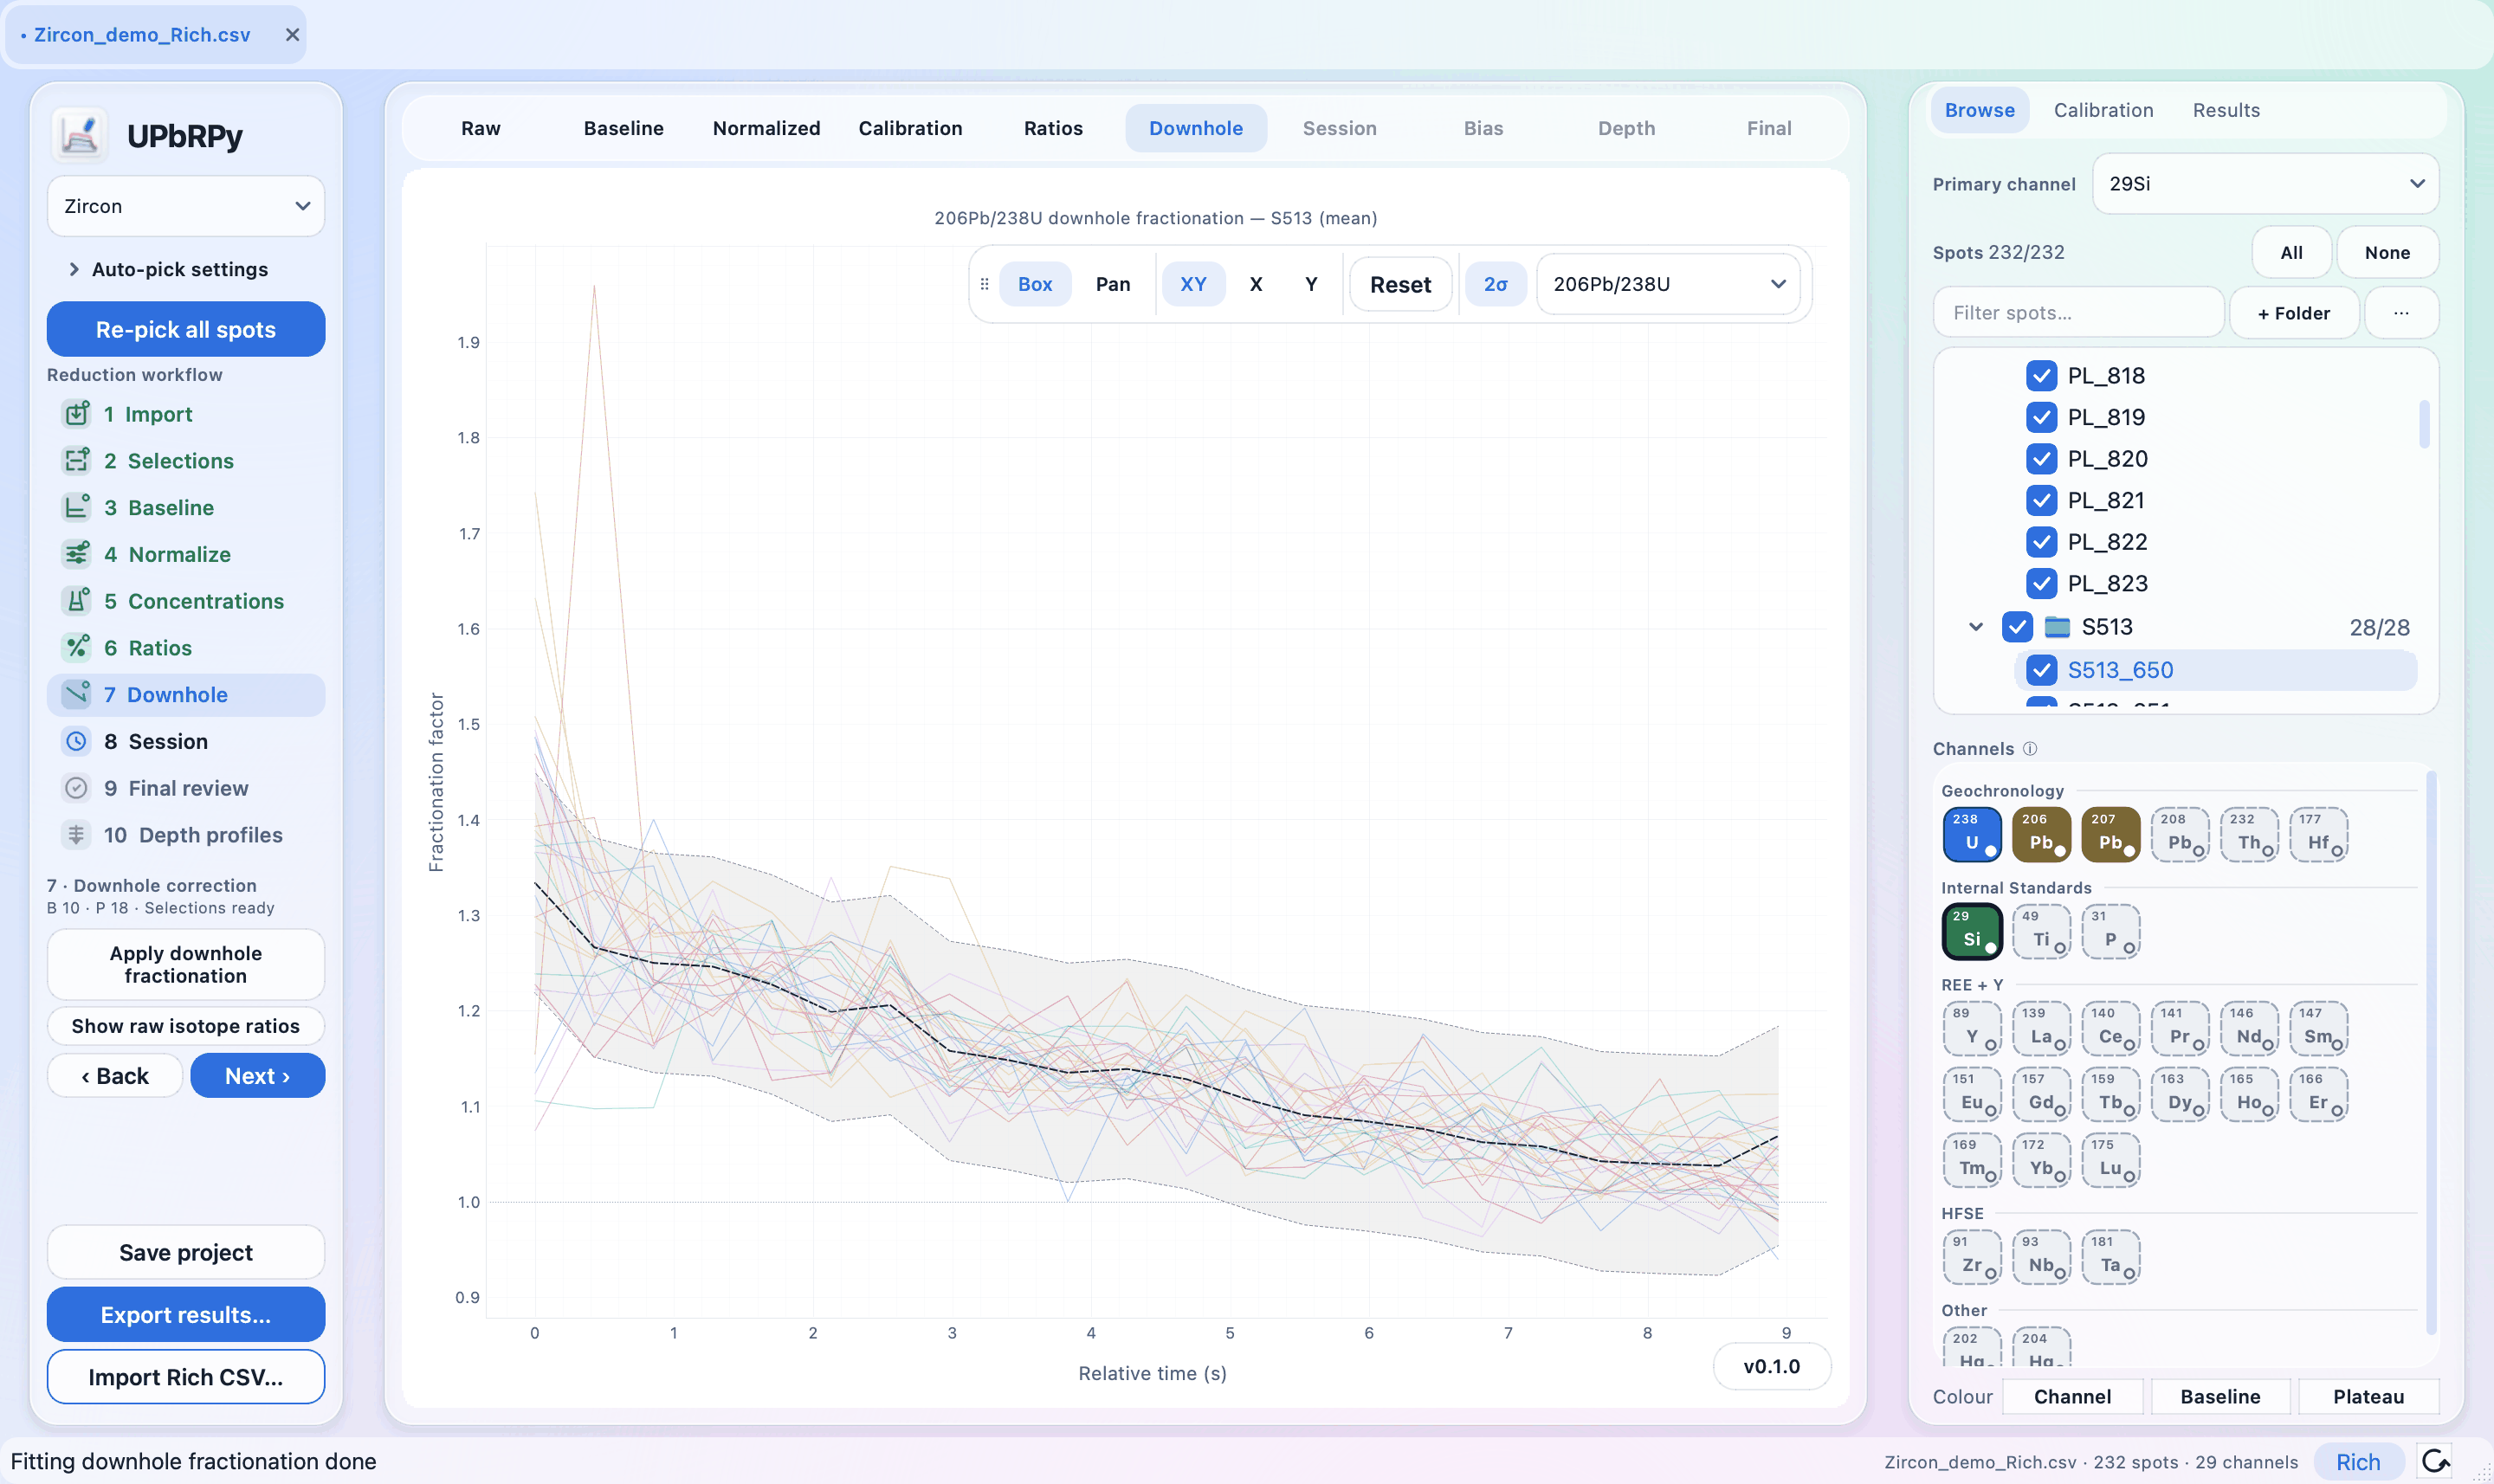 • Zircon_demo_Rich.csv ✕
UPbRPy
Zircon
Auto-pick settings
Re-pick all spots
Reduction workflow
1 Import
2 Selections
3 Baseline
4 Normalize
5 Concentrations
6 Ratios
7 Downhole
8 Session
9 Final review
10 Depth profiles
7 · Downhole correction
B 10 · P 18 · Selections ready
Apply downhole
fractionation
Show raw isotope ratios
‹ Back Next ›
Save project
Export results...
Import Rich CSV...
Raw Baseline Normalized Calibration Ratios Downhole Session Bias Depth Final
206Pb/238U downhole fractionation — S513 (mean)
Box Pan XY X Y Reset 2σ 206Pb/238U
1.9
1.8
1.7
1.6
1.5
1.4
1.3
1.2
1.1
1.0
0.9
Fractionation factor
0 1 2 3 4 5 6 7 8 9
Relative time (s)
v0.1.0
Browse Calibration Results
Primary channel 29Si
Spots 232/232 All None
Filter spots... + Folder ...
PL_818
PL_819
PL_820
PL_821
PL_822
PL_823
S513 28/28
S513_650
Channels ⓘ
Geochronology
238 U 206 Pb 207 Pb 208 Pb 232 Th 177 Hf
Internal Standards
29 Si 49 Ti 31 P
REE + Y
89 Y 139 La 140 Ce 141 Pr 146 Nd 147 Sm
151 Eu 157 Gd 159 Tb 163 Dy 165 Ho 166 Er
169 Tm 172 Yb 175 Lu
HFSE
91 Zr 93 Nb 181 Ta
Other
202 Hg 204 Hg
Colour Channel Baseline Plateau
Fitting downhole fractionation done
Zircon_demo_Rich.csv · 232 spots · 29 channels Rich